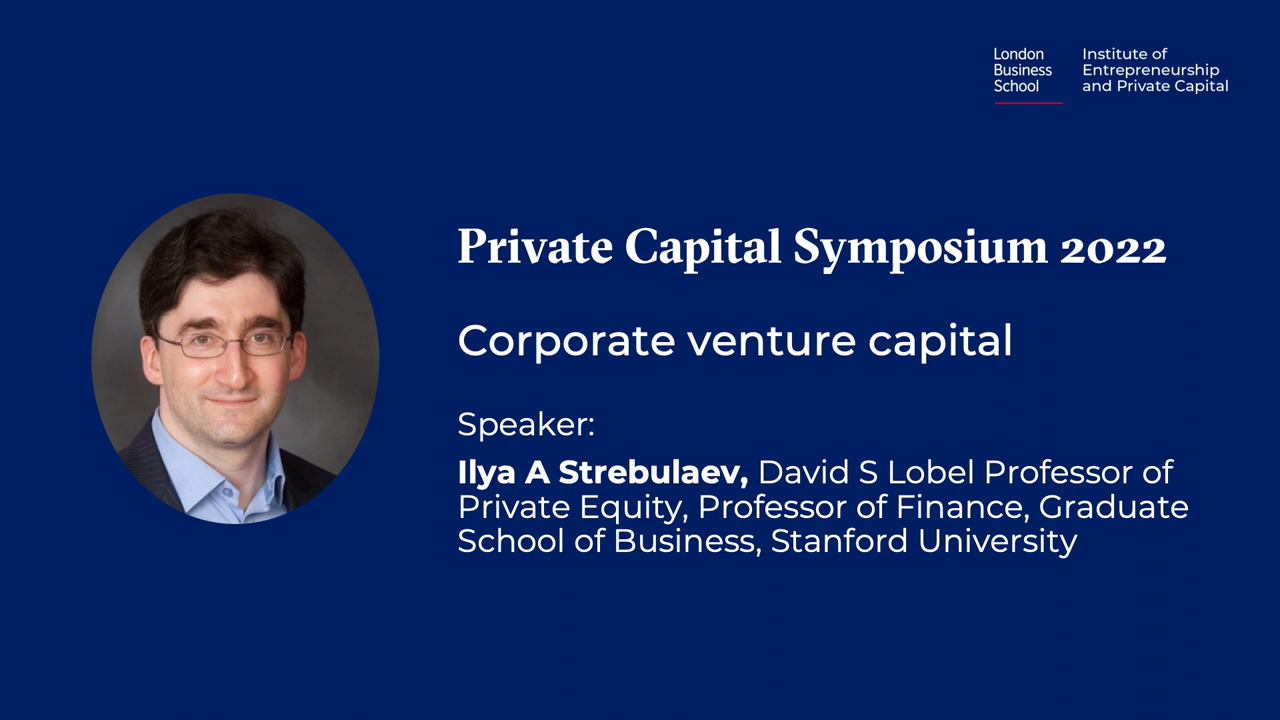 London
Business
School
Institute of
Entrepreneurship
and Private Capital
Private Capital Symposium 2022
Corporate venture capital
Speaker:
Ilya A Strebulaev, David S Lobel Professor of
Private Equity, Professor of Finance, Graduate
School of Business, Stanford University